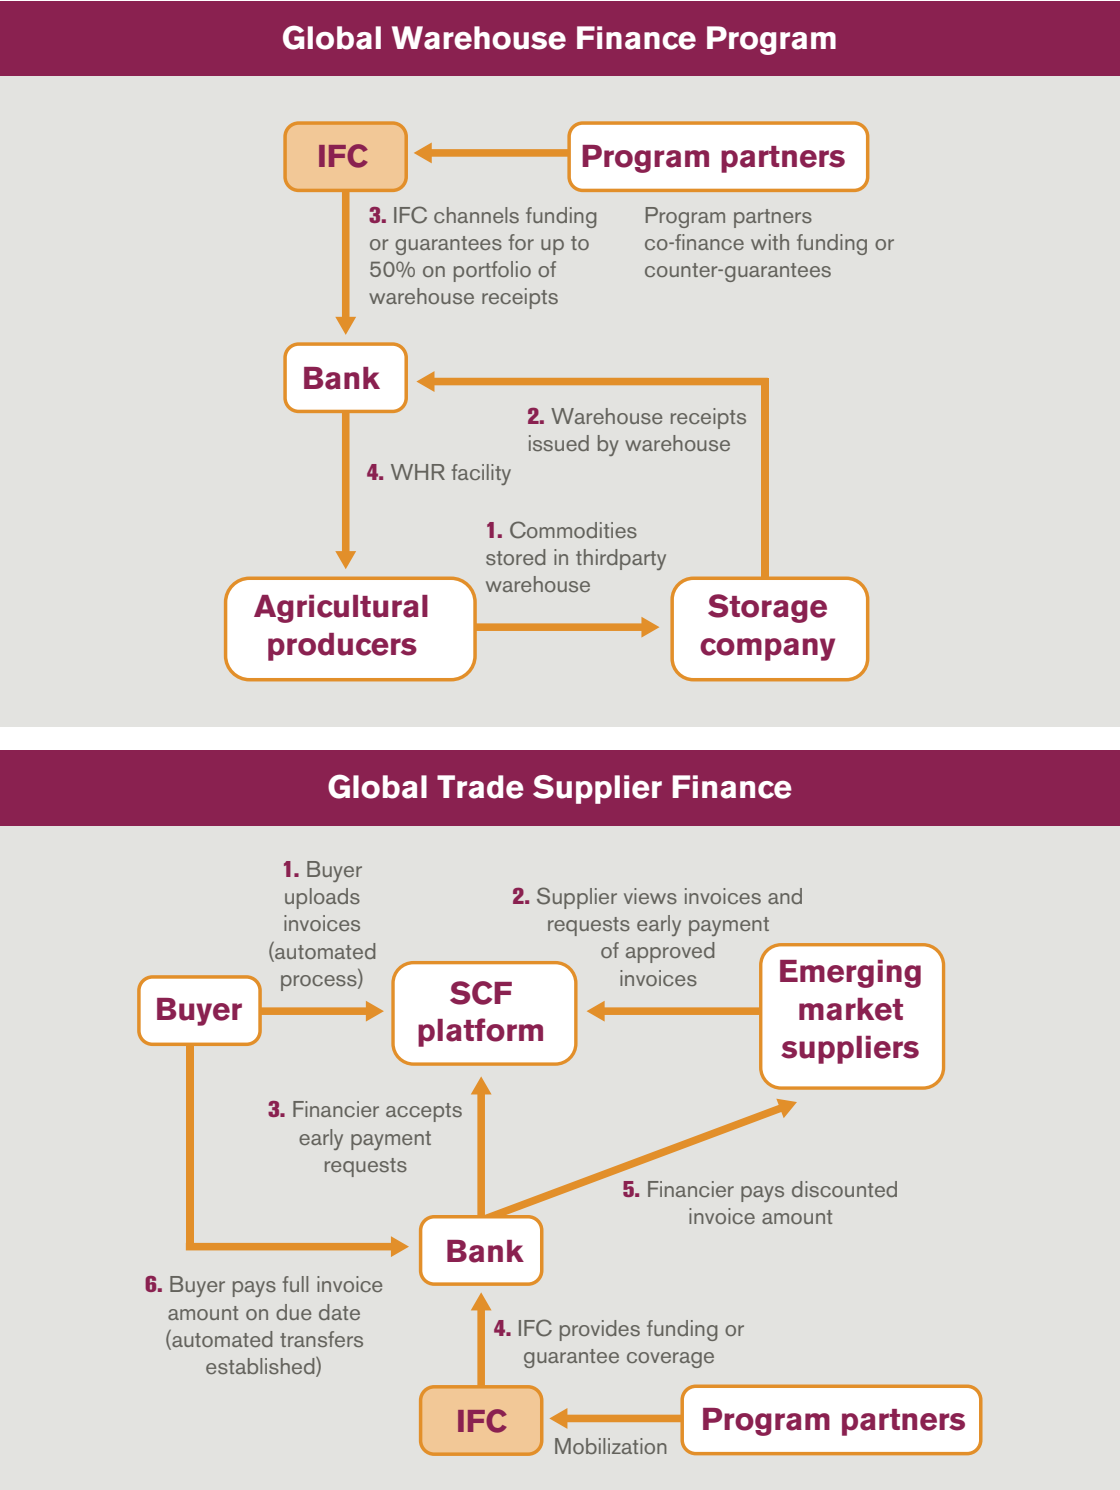 Global Warehouse Finance Program
IFC
Program partners
3. IFC channels funding
or guarantees for up to
50% on portfolio of
warehouse receipts
Program partners
co-finance with funding or
counter-guarantees
Bank
2. Warehouse receipts
issued by warehouse
4. WHR facility
1. Commodities
stored in thirdparty
warehouse
Agricultural
producers
Storage
company
Global Trade Supplier Finance
1. Buyer
uploads
invoices
(automated
process)
2. Supplier views invoices and
requests early payment
of approved
invoices
Buyer
SCF
platform
Emerging
market
suppliers
3. Financier accepts
early payment
requests
5. Financier pays discounted
invoice amount
Bank
6. Buyer pays full invoice
amount on due date
(automated transfers
established)
4. IFC provides funding or
guarantee coverage
IFC
Mobilization
Program partners